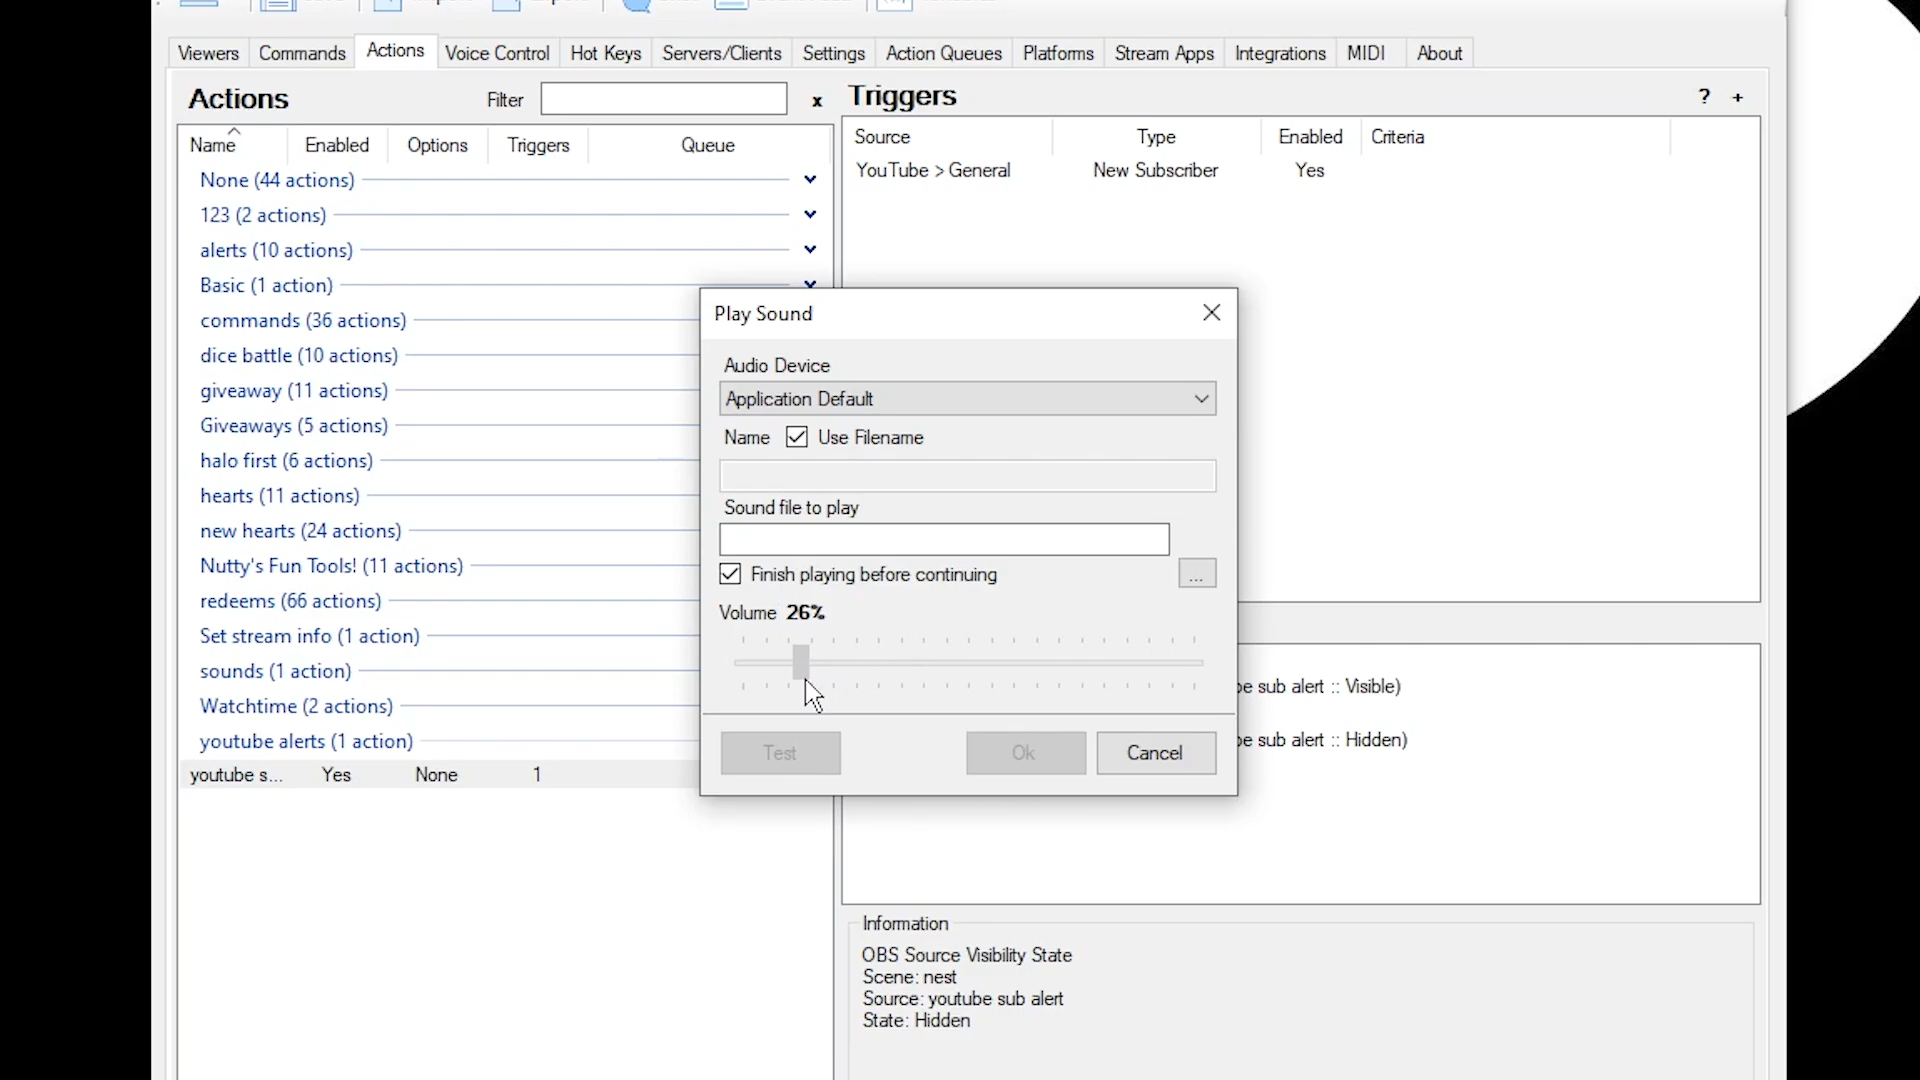 Viewers Commands Actions Voice Control Hot Keys Servers/Clients Settings Action Queues Platforms Stream Apps Integrations MIDI About
Actions Filter x
Name Enabled Options Triggers Queue
None (44 actions)
123 (2 actions)
alerts (10 actions)
Basic (1 action)
commands (36 actions)
dice battle (10 actions)
giveaway (11 actions)
Giveaways (5 actions)
halo first (6 actions)
hearts (11 actions)
new hearts (24 actions)
Nutty's Fun Tools! (11 actions)
redeems (66 actions)
Set stream info (1 action)
sounds (1 action)
Watchtime (2 actions)
youtube alerts (1 action)
youtube s... Yes None 1
Triggers ? +
Source Type Enabled Criteria
YouTube > General New Subscriber Yes
Play Sound
Audio Device
Application Default
Name Use Filename
Sound file to play
Finish playing before continuing ...
Volume 26%
Test Ok Cancel
be sub alert :: Visible)
be sub alert :: Hidden)
Information
OBS Source Visibility State
Scene: nest
Source: youtube sub alert
State: Hidden